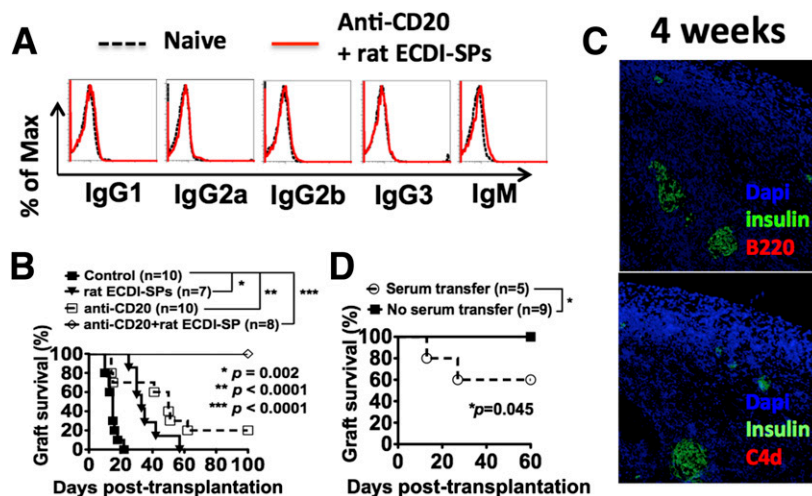 A
Naive
Anti-CD20
+ rat ECDI-SPs
% of Max
IgG1 IgG2a IgG2b IgG3 IgM
B
Control (n=10)
rat ECDI-SPs (n=7)
anti-CD20 (n=10)
anti-CD20+rat ECDI-SP (n=8)
*
**
***
Graft survival (%)
100
80
60
40
20
0
* p = 0.002
** p < 0.0001
*** p < 0.0001
0 20 40 60 80 100
Days post-transplantation
D
Serum transfer (n=5)
No serum transfer (n=9)
*
Graft survival (%)
100
80
60
40
20
0
*p=0.045
0 20 40 60
Days post-transplantation
C
4 weeks
Dapi
insulin
B220
Dapi
Insulin
C4d